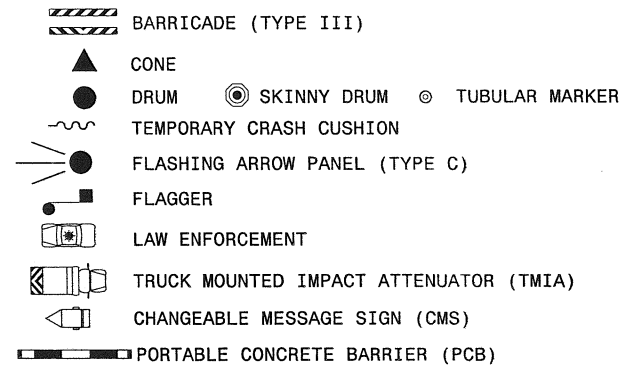 BARRICADE (TYPE III)
CONE
DRUM SKINNY DRUM TUBULAR MARKER
TEMPORARY CRASH CUSHION
FLASHING ARROW PANEL (TYPE C)
FLAGGER
LAW ENFORCEMENT
TRUCK MOUNTED IMPACT ATTENUATOR (TMIA)
CHANGEABLE MESSAGE SIGN (CMS)
PORTABLE CONCRETE BARRIER (PCB)